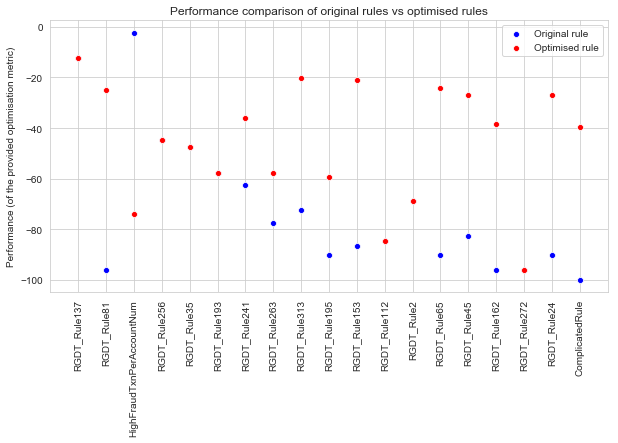 Performance comparison of original rules vs optimised rules
Performance (of the provided optimisation metric)
0
−20
−40
−60
−80
−100
Original rule
Optimised rule
RGDT_Rule137
RGDT_Rule81
HighFraudTxnPerAccountNum
RGDT_Rule256
RGDT_Rule35
RGDT_Rule193
RGDT_Rule241
RGDT_Rule263
RGDT_Rule313
RGDT_Rule195
RGDT_Rule153
RGDT_Rule112
RGDT_Rule2
RGDT_Rule65
RGDT_Rule45
RGDT_Rule162
RGDT_Rule272
RGDT_Rule24
ComplicatedRule